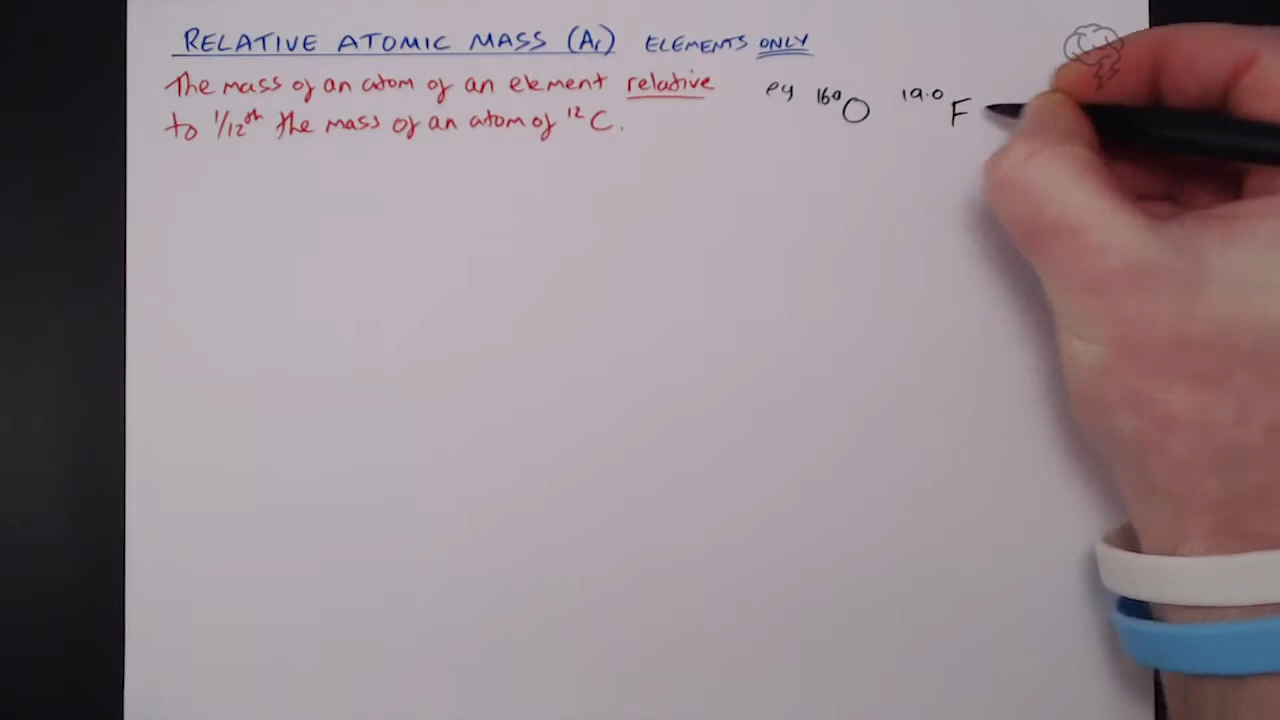 RELATIVE ATOMIC MASS (Ar) ELEMENTS ONLY
The mass of an atom of an element relative
to 1/12th the mass of an atom of 12C.
eg 16.0O 19.0F